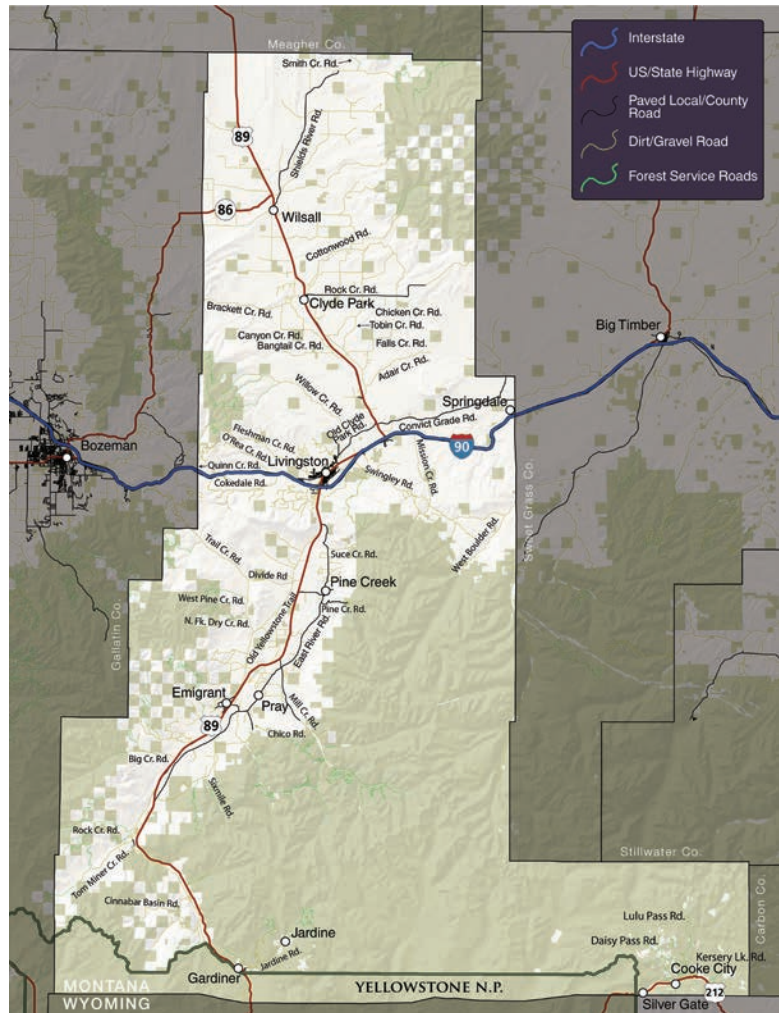 Meagher Co.
Interstate
US/State Highway
Paved Local/County
Road
Dirt/Gravel Road
Forest Service Roads
Smith Cr. Rd.
Shields River Rd.
89
86
Wilsall
Cottonwood Rd.
Rock Cr. Rd.
Clyde Park
Brackett Cr. Rd.
Chicken Cr. Rd.
Tobin Cr. Rd.
Canyon Cr. Rd.
Bangtail Cr. Rd.
Falls Cr. Rd.
Adair Cr. Rd.
Big Timber
Willow Cr. Rd.
Springdale
Old Clyde
Park Rd.
Convict Grade Rd.
Fleshman Cr. Rd.
O'Rea Cr. Rd.
Bozeman
Quinn Cr. Rd.
Livingston
90
Cokedale Rd.
Swingley Rd.
Mission Cr. Rd.
Sweet Grass Co.
West Boulder Rd.
Trail Cr. Rd.
Suce Cr. Rd.
Divide Rd
Pine Creek
West Pine Cr. Rd.
Pine Cr. Rd.
N. Fk. Dry Cr. Rd.
Old Yellowstone Trail
East River Rd.
Gallatin Co.
Emigrant
Pray
89
Mill Cr. Rd.
Chico Rd.
Big Cr. Rd.
Sixmile Rd.
Rock Cr. Rd.
Tom Miner Cr. Rd.
Stillwater Co.
Cinnabar Basin Rd.
Carbon Co.
Lulu Pass Rd.
Jardine
Daisy Pass Rd.
Jardine Rd.
Kersery Lk. Rd.
Gardiner
Cooke City
MONTANA
WYOMING
YELLOWSTONE N.P.
212
Silver Gate